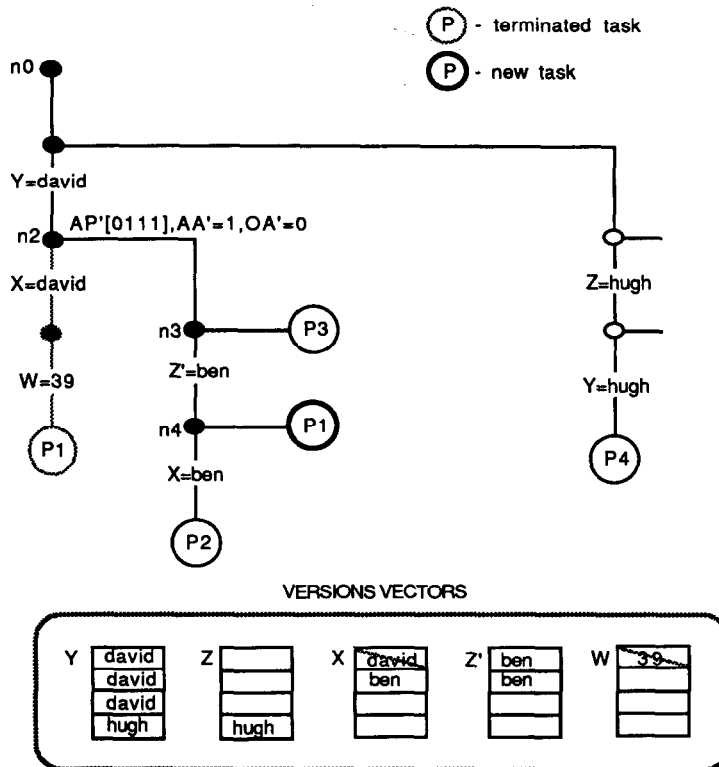 P - terminated task
P - new task
n0
Y=david
n2 AP'[0111],AA'=1,OA'=0
X=david
Z=hugh
n3 P3
W=39
Z'=ben
Y=hugh
n4 P1
P1
P4
X=ben
P2
VERSIONS VECTORS
Y david Z X david Z' ben W 39
david ben ben
david
hugh hugh